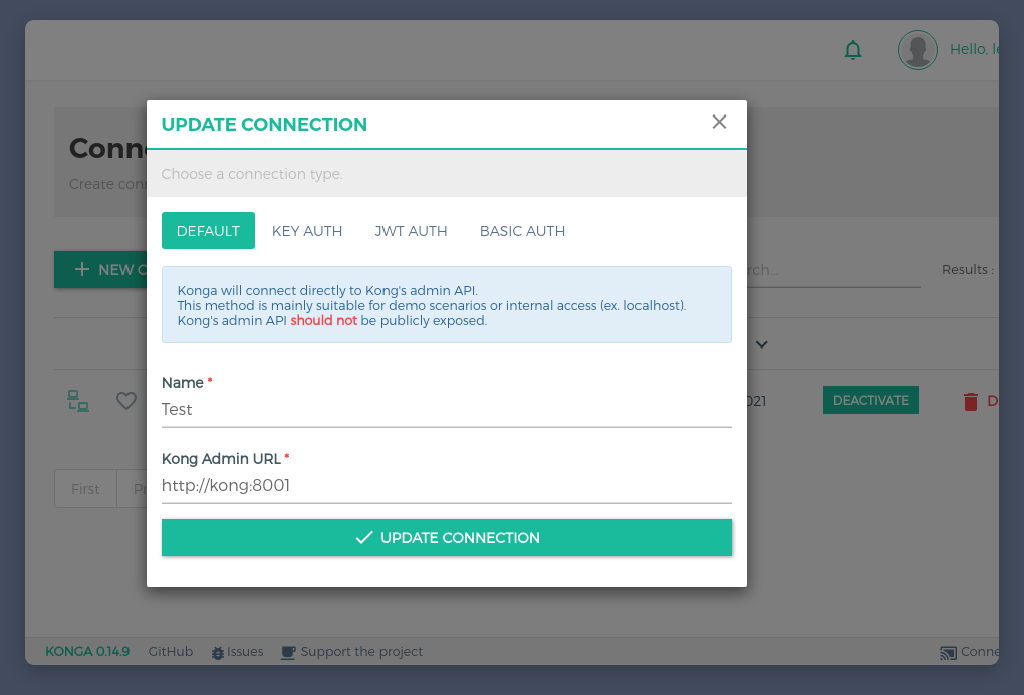 Hello, le
Conn
Create conn
UPDATE CONNECTION
Choose a connection type.
DEFAULT KEY AUTH JWT AUTH BASIC AUTH
NEW C
rch...
Results :
Konga will connect directly to Kong's admin API.
This method is mainly suitable for demo scenarios or internal access (ex. localhost).
Kong's admin API should not be publicly exposed.
Name *
Test
021
DEACTIVATE
D
Kong Admin URL *
http://kong:8001
First
Pr
UPDATE CONNECTION
KONGA 0.14.9 GitHub Issues Support the project
Conne